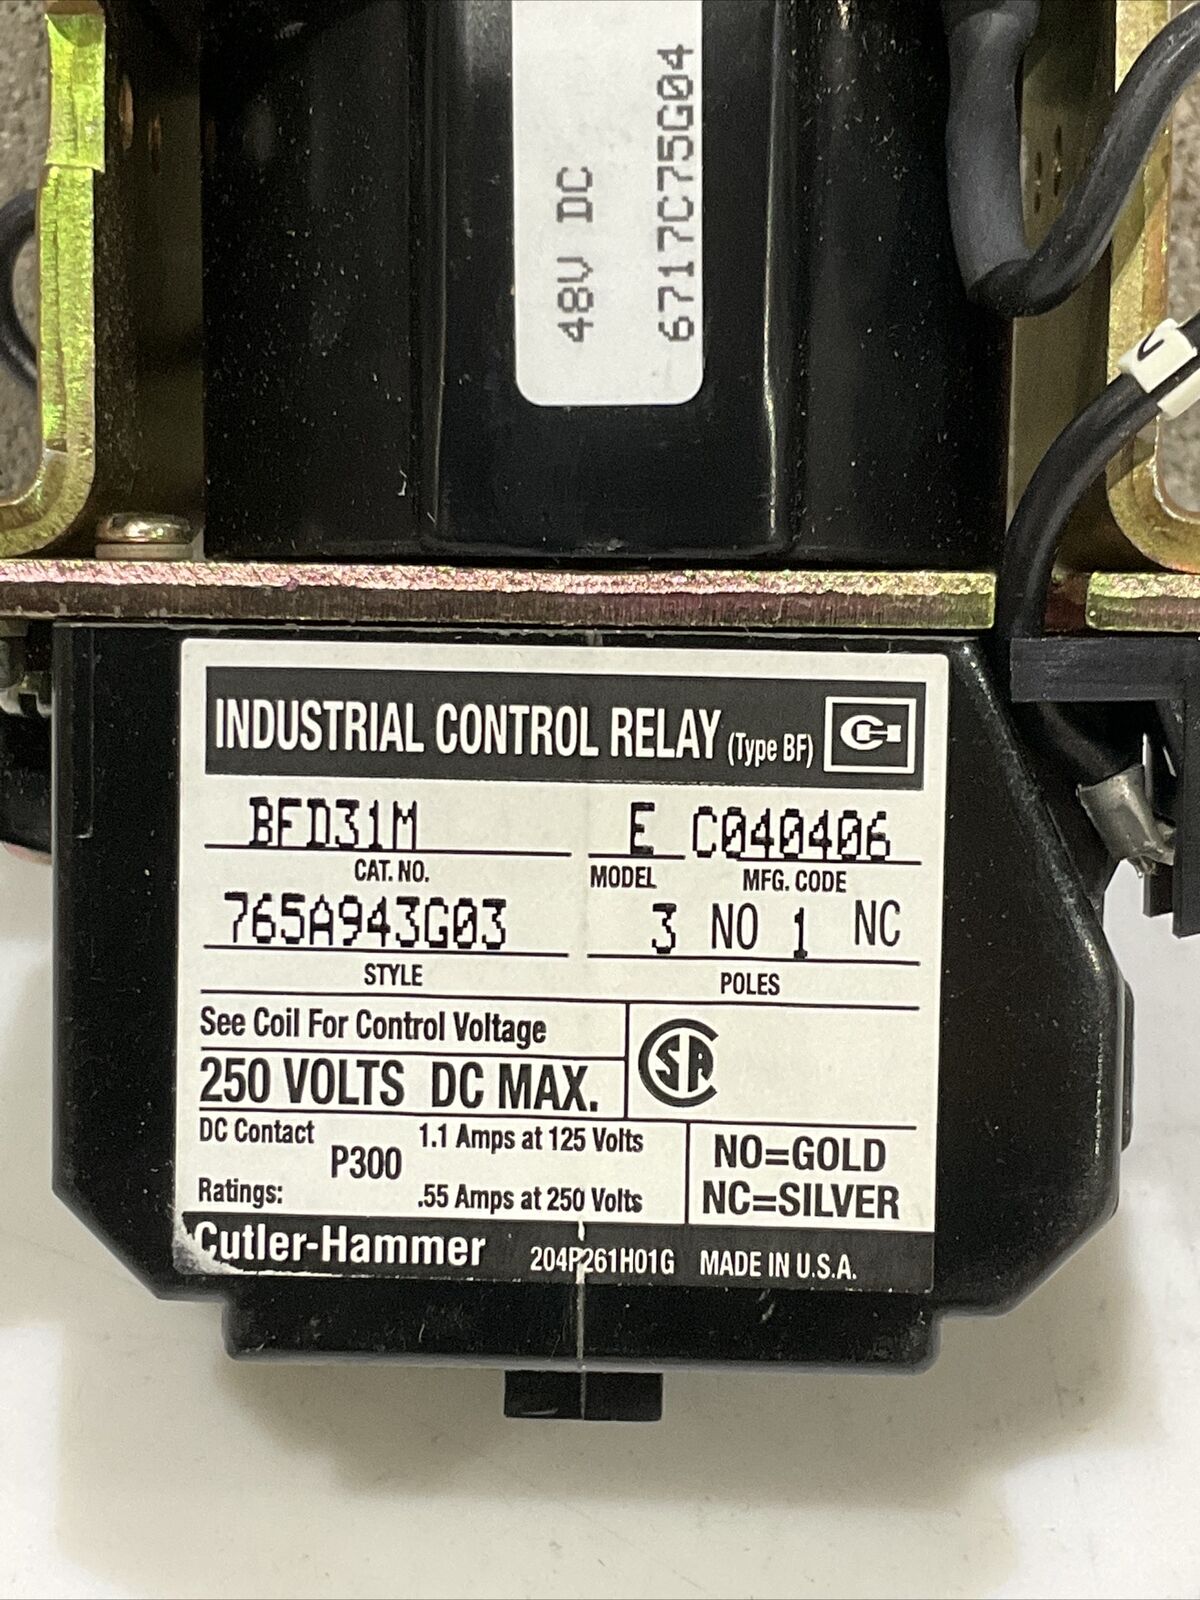 48V DC
6717C75G04
INDUSTRIAL CONTROL RELAY (Type BF) CH
BFD31M E C040406
CAT. NO. MODEL MFG. CODE
765A943G03 3 NO 1 NC
STYLE POLES
See Coil For Control Voltage
250 VOLTS DC MAX.
CSA
DC Contact P300 1.1 Amps at 125 Volts
Ratings: .55 Amps at 250 Volts
NO=GOLD
NC=SILVER
Cutler-Hammer 204P261H01G MADE IN U.S.A.